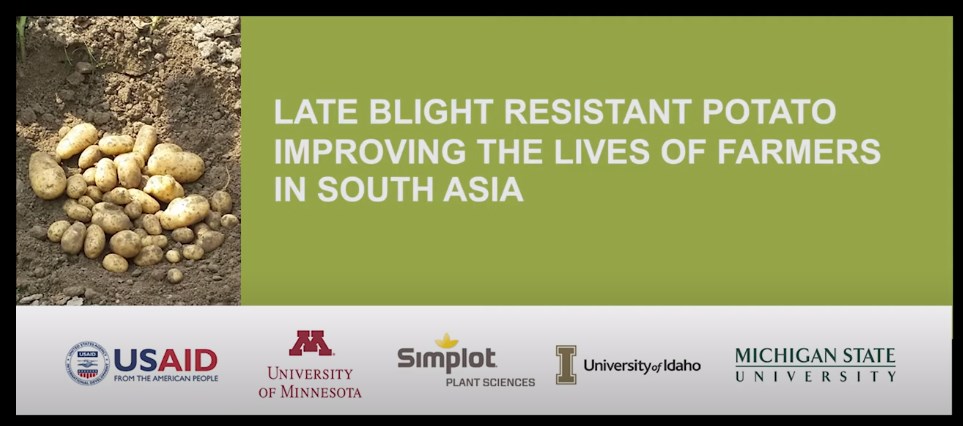 LATE BLIGHT RESISTANT POTATO
IMPROVING THE LIVES OF FARMERS
IN SOUTH ASIA
USAID
USAID
FROM THE AMERICAN PEOPLE
M
UNIVERSITY
OF MINNESOTA
Simplot
PLANT SCIENCES
I
University of Idaho
MICHIGAN STATE
UNIVERSITY